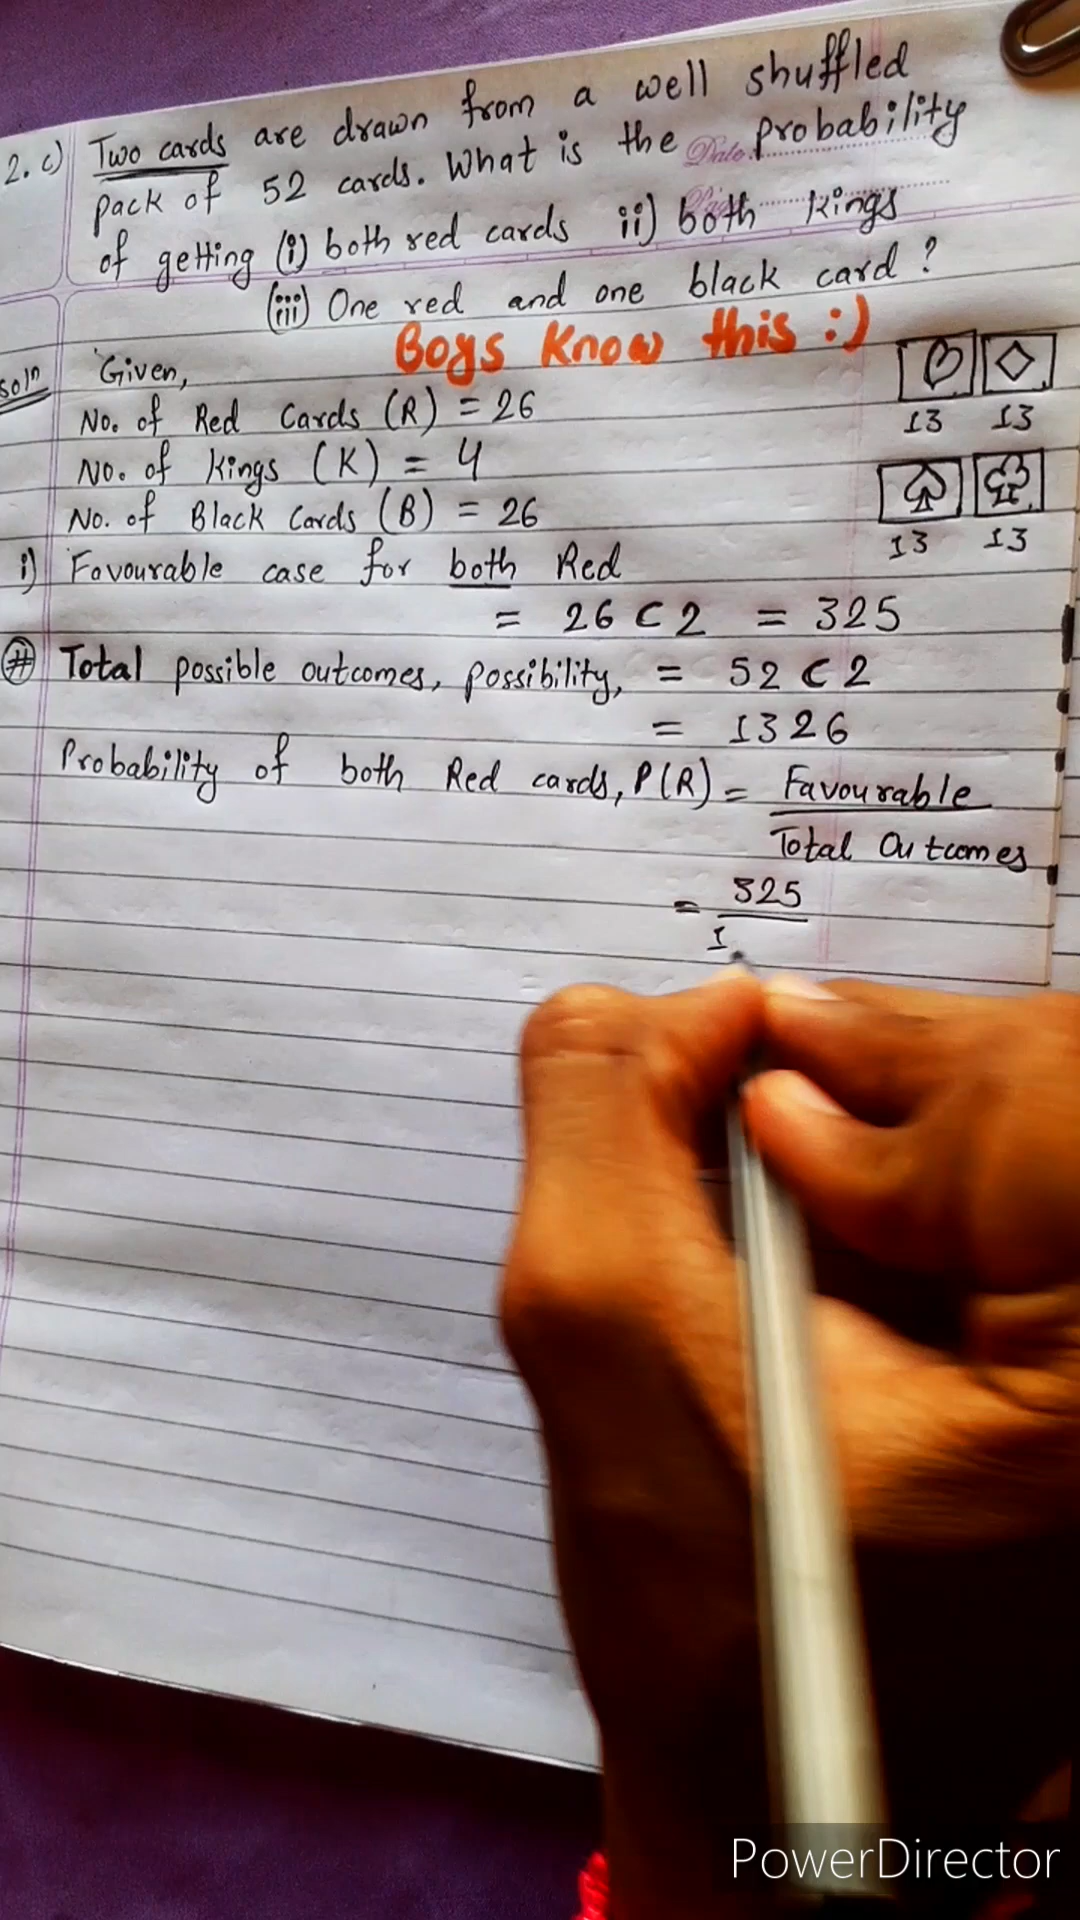 2. c) Two cards are drawn from a well shuffled
pack of 52 cards. What is the probability
Date
of getting (i) both red cards ii) both kings
(iii) One red and one black card ?
Boys Know this :)
soln Given,
No. of Red Cards (R) = 26
13 13
No. of kings (K) = 4
No. of Black Cards (B) = 26
13 13
i) Favourable case for both Red
= 26 C 2 = 325
# Total possible outcomes, possibility, = 52 C 2
= 1326
Probability of both Red cards, P(R) = Favourable
Total Outcomes
= 325
1
PowerDirector